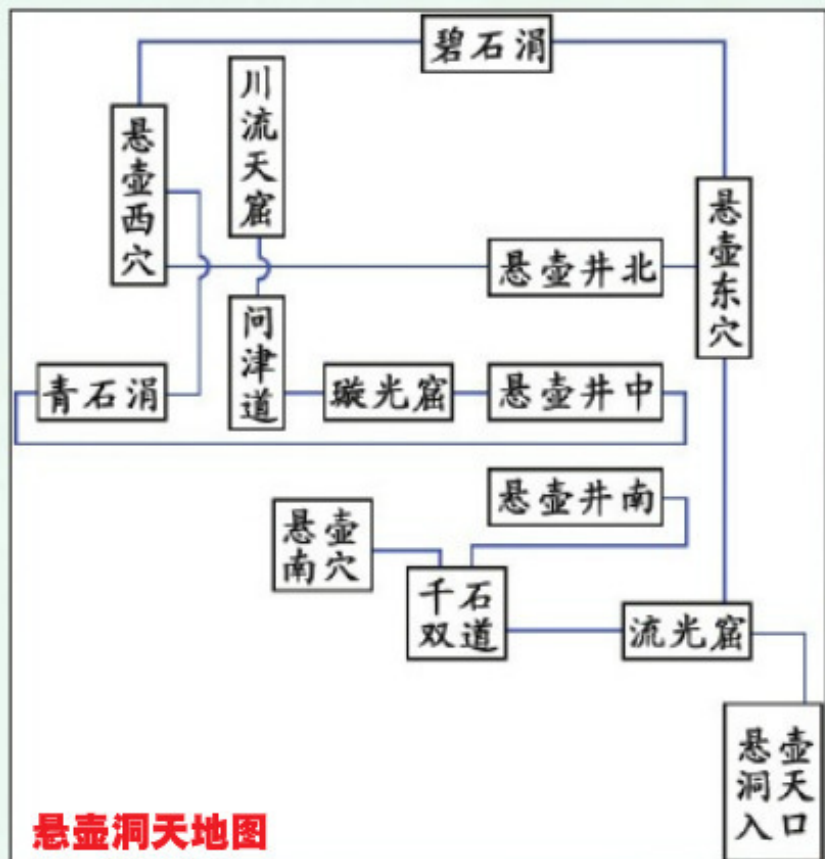 碧石涓
川流天窟
悬壶西穴
悬壶东穴
悬壶井北
问津道
青石涓
璇光窟
悬壶井中
悬壶井南
悬壶
南穴
千石
双道
流光窟
悬壶
洞天
入口
悬壶洞天地图